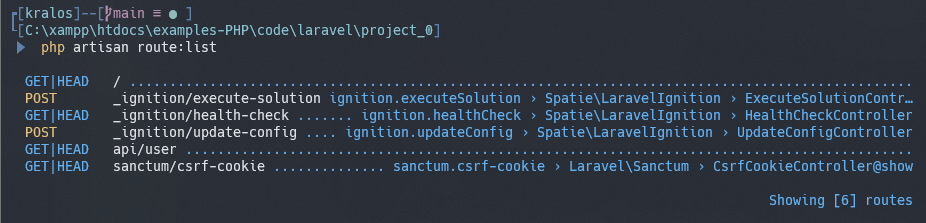 [kralos]--[main ≡ ● ]
[C:\xampp\htdocs\examples-PHP\code\laravel\project_0]
php artisan route:list
GET|HEAD / ..................................................................................................
POST _ignition/execute-solution ignition.executeSolution › Spatie\LaravelIgnition › ExecuteSolutionContr…
GET|HEAD _ignition/health-check ....... ignition.healthCheck › Spatie\LaravelIgnition › HealthCheckController
POST _ignition/update-config .... ignition.updateConfig › Spatie\LaravelIgnition › UpdateConfigController
GET|HEAD api/user ...........................................................................................
GET|HEAD sanctum/csrf-cookie .............. sanctum.csrf-cookie › Laravel\Sanctum › CsrfCookieController@show
Showing [6] routes